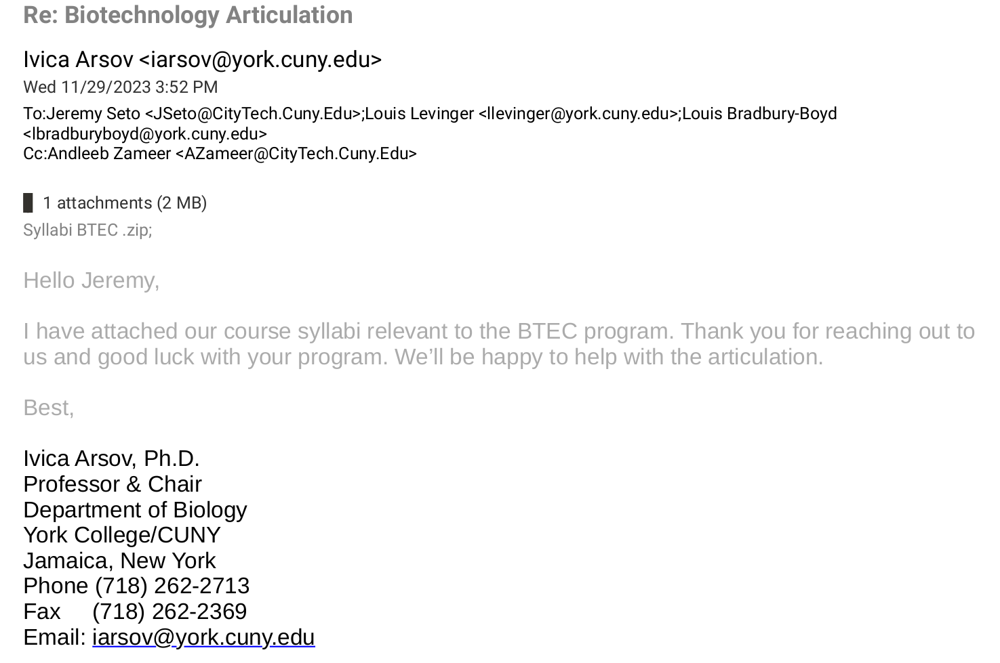 Re: Biotechnology Articulation
Ivica Arsov <iarsov@york.cuny.edu>
Wed 11/29/2023 3:52 PM
To:Jeremy Seto <JSeto@CityTech.Cuny.Edu>;Louis Levinger <llevinger@york.cuny.edu>;Louis Bradbury-Boyd
<lbradburyboyd@york.cuny.edu>
Cc:Andleeb Zameer <AZameer@CityTech.Cuny.Edu>
1 attachments (2 MB)
Syllabi BTEC .zip;
Hello Jeremy,
I have attached our course syllabi relevant to the BTEC program. Thank you for reaching out to
us and good luck with your program. We’ll be happy to help with the articulation.
Best,
Ivica Arsov, Ph.D.
Professor & Chair
Department of Biology
York College/CUNY
Jamaica, New York
Phone (718) 262-2713
Fax (718) 262-2369
Email: iarsov@york.cuny.edu